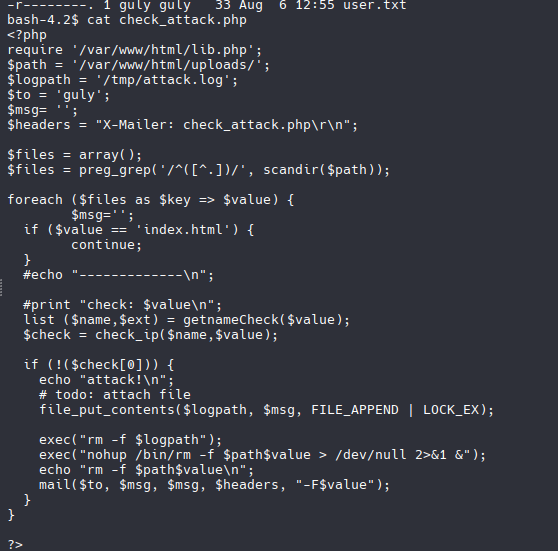 -r--------. 1 guly guly   33 Aug  6 12:55 user.txt
bash-4.2$ cat check_attack.php
<?php
require '/var/www/html/lib.php';
$path = '/var/www/html/uploads/';
$logpath = '/tmp/attack.log';
$to = 'guly';
$msg= '';
$headers = "X-Mailer: check_attack.php\r\n";

$files = array();
$files = preg_grep('/^([^.])/', scandir($path));

foreach ($files as $key => $value) {
        $msg='';
  if ($value == 'index.html') {
        continue;
  }
  #echo "-------------\n";

  #print "check: $value\n";
  list ($name,$ext) = getnameCheck($value);
  $check = check_ip($name,$value);

  if (!($check[0])) {
    echo "attack!\n";
    # todo: attach file
    file_put_contents($logpath, $msg, FILE_APPEND | LOCK_EX);

    exec("rm -f $logpath");
    exec("nohup /bin/rm -f $path$value > /dev/null 2>&1 &");
    echo "rm -f $path$value\n";
    mail($to, $msg, $msg, $headers, "-F$value");
  }
}

?>